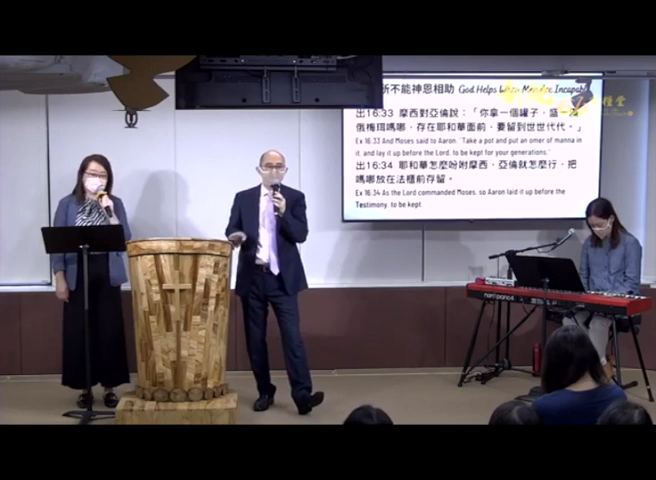 所不能神恩相助 God Helps When Men Are Incapab
出16:33 摩西對亞倫說：「你拿一個罐子，盛一滿
俄梅珥嗎哪，存在耶和華面前，要留到世世代代。」
Ex 16:33 And Moses said to Aaron, "Take a pot and put an omer of manna in
it, and lay it up before the Lord, to be kept for your generations."
出16:34 耶和華怎麼吩咐摩西，亞倫就怎麼行，把
嗎哪放在法櫃前存留。
Ex 16:34 As the Lord commanded Moses, so Aaron laid it up before the
Testimony, to be kept.